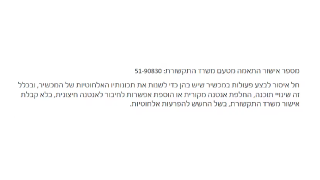 מספר אישור התאמה מטעם משרד התקשורת: 51-90830
חל איסור לבצע פעולות במכשיר שיש בהן כדי לשנות את תכונותיו האלחוטיות של המכשיר, ובכלל
זה שינויי תוכנה, החלפת אנטנה מקורית או הוספת אפשרות לחיבור לאנטנה חיצונית, בלא קבלת
אישור משרד התקשורת, בשל החשש להפרעות אלחוטיות.